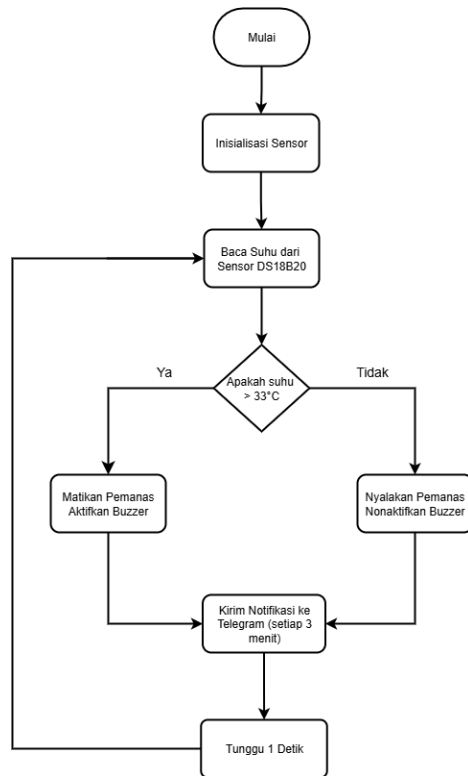 Mulai
Inisialisasi Sensor
Baca Suhu dari
Sensor DS18B20
Ya
Apakah suhu
> 33°C
Tidak
Matikan Pemanas
Aktifkan Buzzer
Nyalakan Pemanas
Nonaktifkan Buzzer
Kirim Notifikasi ke
Telegram (setiap 3
menit)
Tunggu 1 Detik